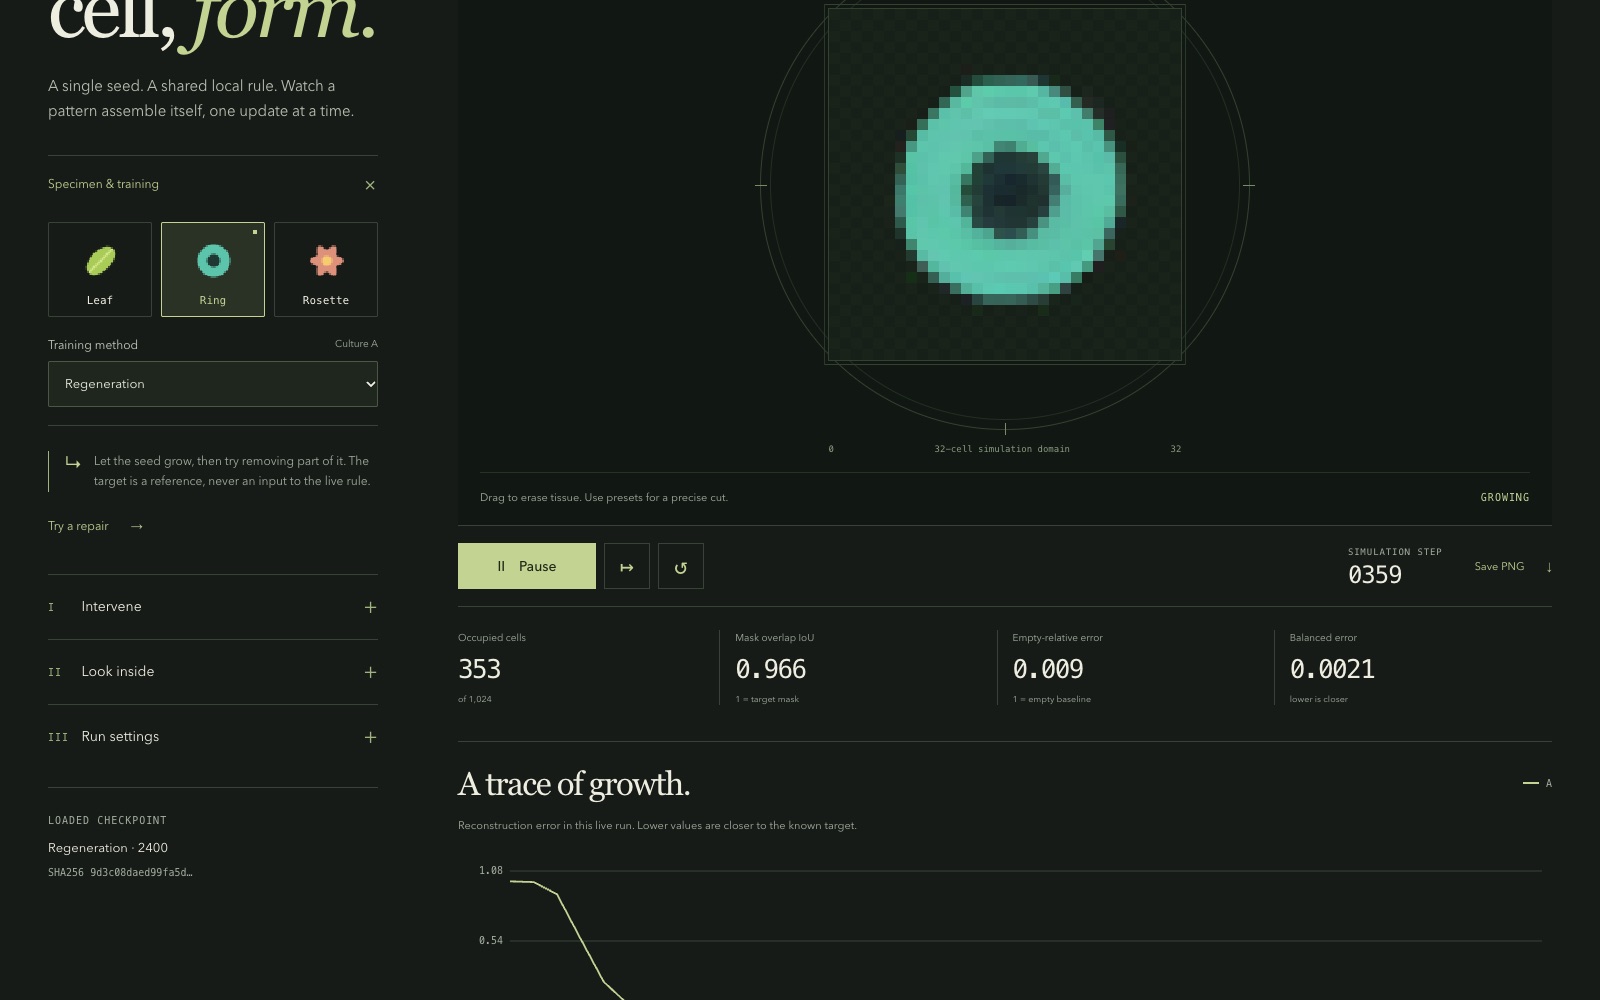 cell, form.
A single seed. A shared local rule. Watch a
pattern assemble itself, one update at a time.
Specimen & training
Leaf
Ring
Rosette
Training method
Culture A
Regeneration
Let the seed grow, then try removing part of it. The
target is a reference, never an input to the live rule.
Try a repair →
I Intervene +
II Look inside +
III Run settings +
LOADED CHECKPOINT
Regeneration · 2400
SHA256 9d3c08daed99fa5d…
0
32-cell simulation domain
32
Drag to erase tissue. Use presets for a precise cut.
GROWING
Pause
SIMULATION STEP
0359
Save PNG ↓
Occupied cells
353
of 1,024
Mask overlap IoU
0.966
1 = target mask
Empty-relative error
0.009
1 = empty baseline
Balanced error
0.0021
lower is closer
A trace of growth.
A
Reconstruction error in this live run. Lower values are closer to the known target.
1.08
0.54